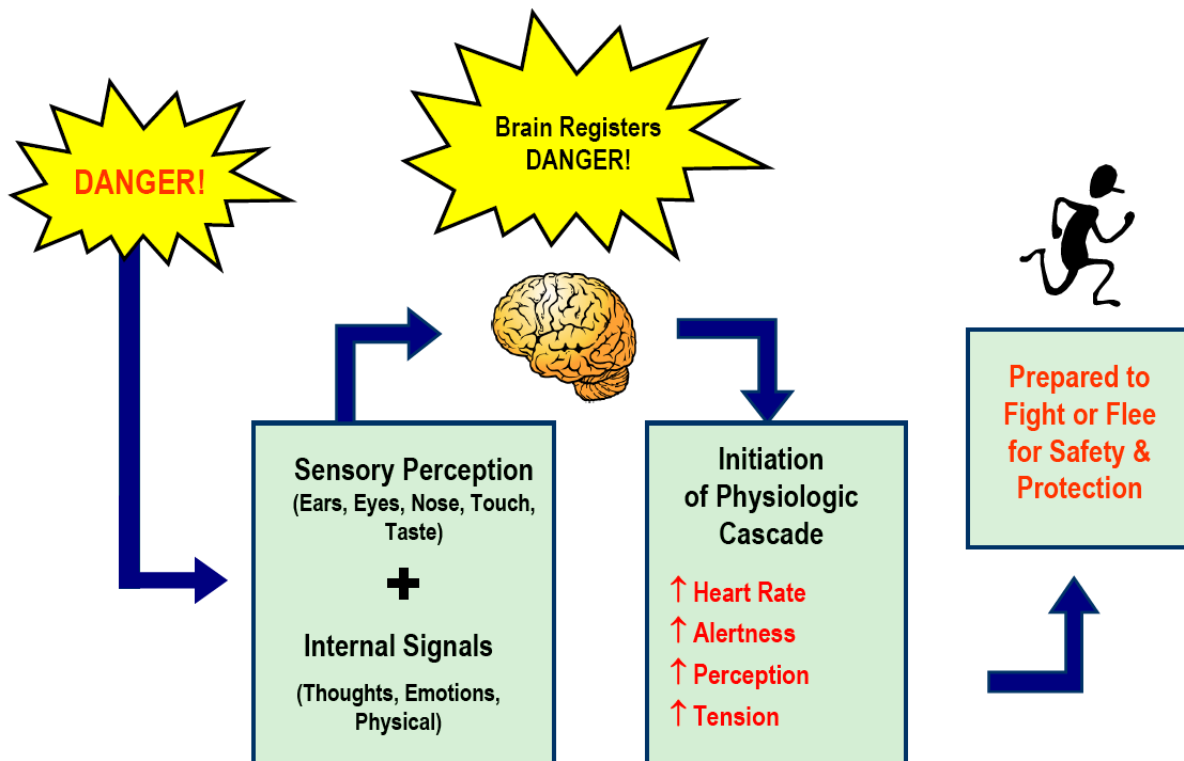 DANGER!
Brain Registers
DANGER!
Sensory Perception
(Ears, Eyes, Nose, Touch,
Taste)
+
Internal Signals
(Thoughts, Emotions,
Physical)
Initiation
of Physiologic
Cascade
↑ Heart Rate
↑ Alertness
↑ Perception
↑ Tension
Prepared to
Fight or Flee
for Safety &
Protection